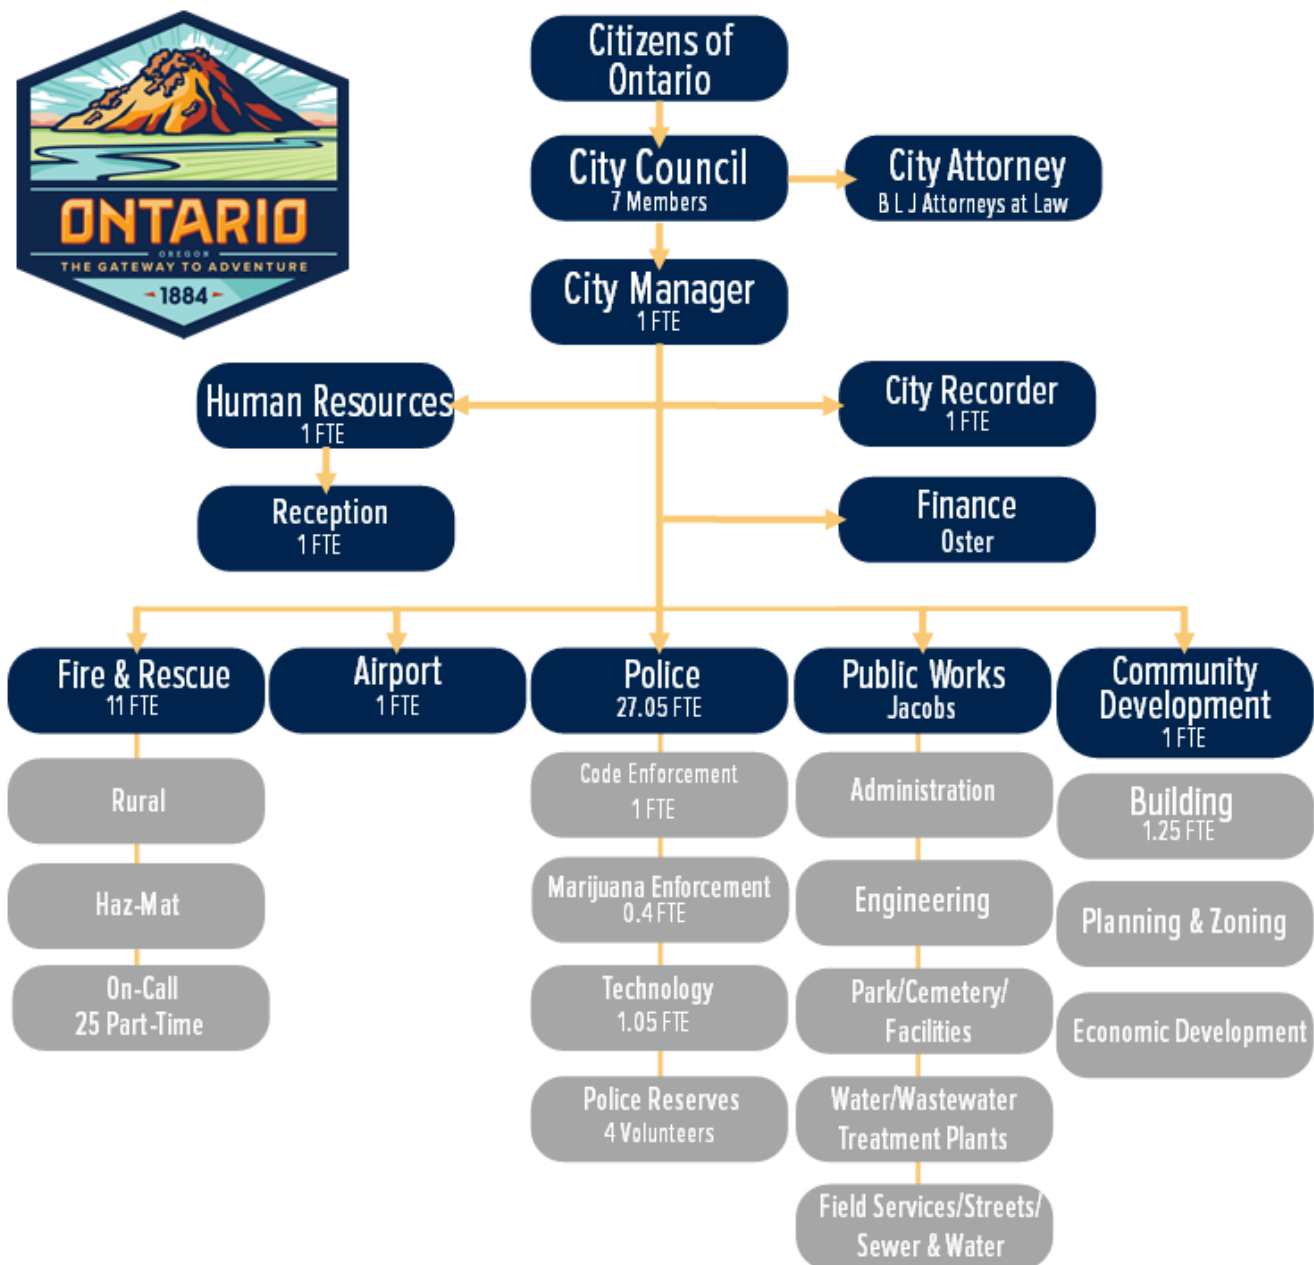 Citizens of
Ontario
City Council
7 Members
City Attorney
B L J Attorneys at Law
ONTARIO
OREGON
THE GATEWAY TO ADVENTURE
1884
City Manager
1 FTE
Human Resources
1 FTE
City Recorder
1 FTE
Reception
1 FTE
Finance
Oster
Fire & Rescue
11 FTE
Airport
1 FTE
Police
27.05 FTE
Public Works
Jacobs
Community
Development
1 FTE
Rural
Haz-Mat
On-Call
25 Part-Time
Code Enforcement
1 FTE
Marijuana Enforcement
0.4 FTE
Technology
1.05 FTE
Police Reserves
4 Volunteers
Administration
Engineering
Park/Cemetery/
Facilities
Water/Wastewater
Treatment Plants
Field Services/Streets/
Sewer & Water
Building
1.25 FTE
Planning & Zoning
Economic Development